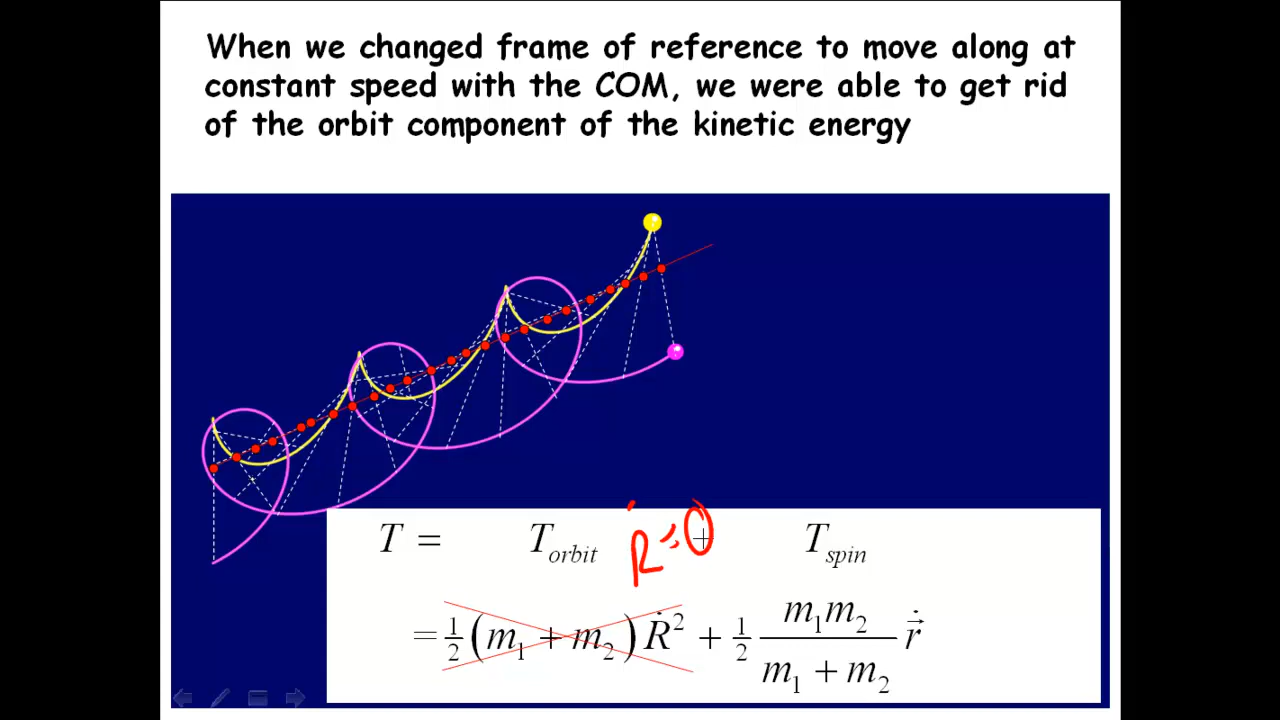 When we changed frame of reference to move along at
constant speed with the COM, we were able to get rid
of the orbit component of the kinetic energy
T = T_orbit + T_spin
Ṙ = 0
= ½ (m₁ + m₂) Ṙ² + ½ m₁m₂ / (m₁ + m₂) ṙ⃗